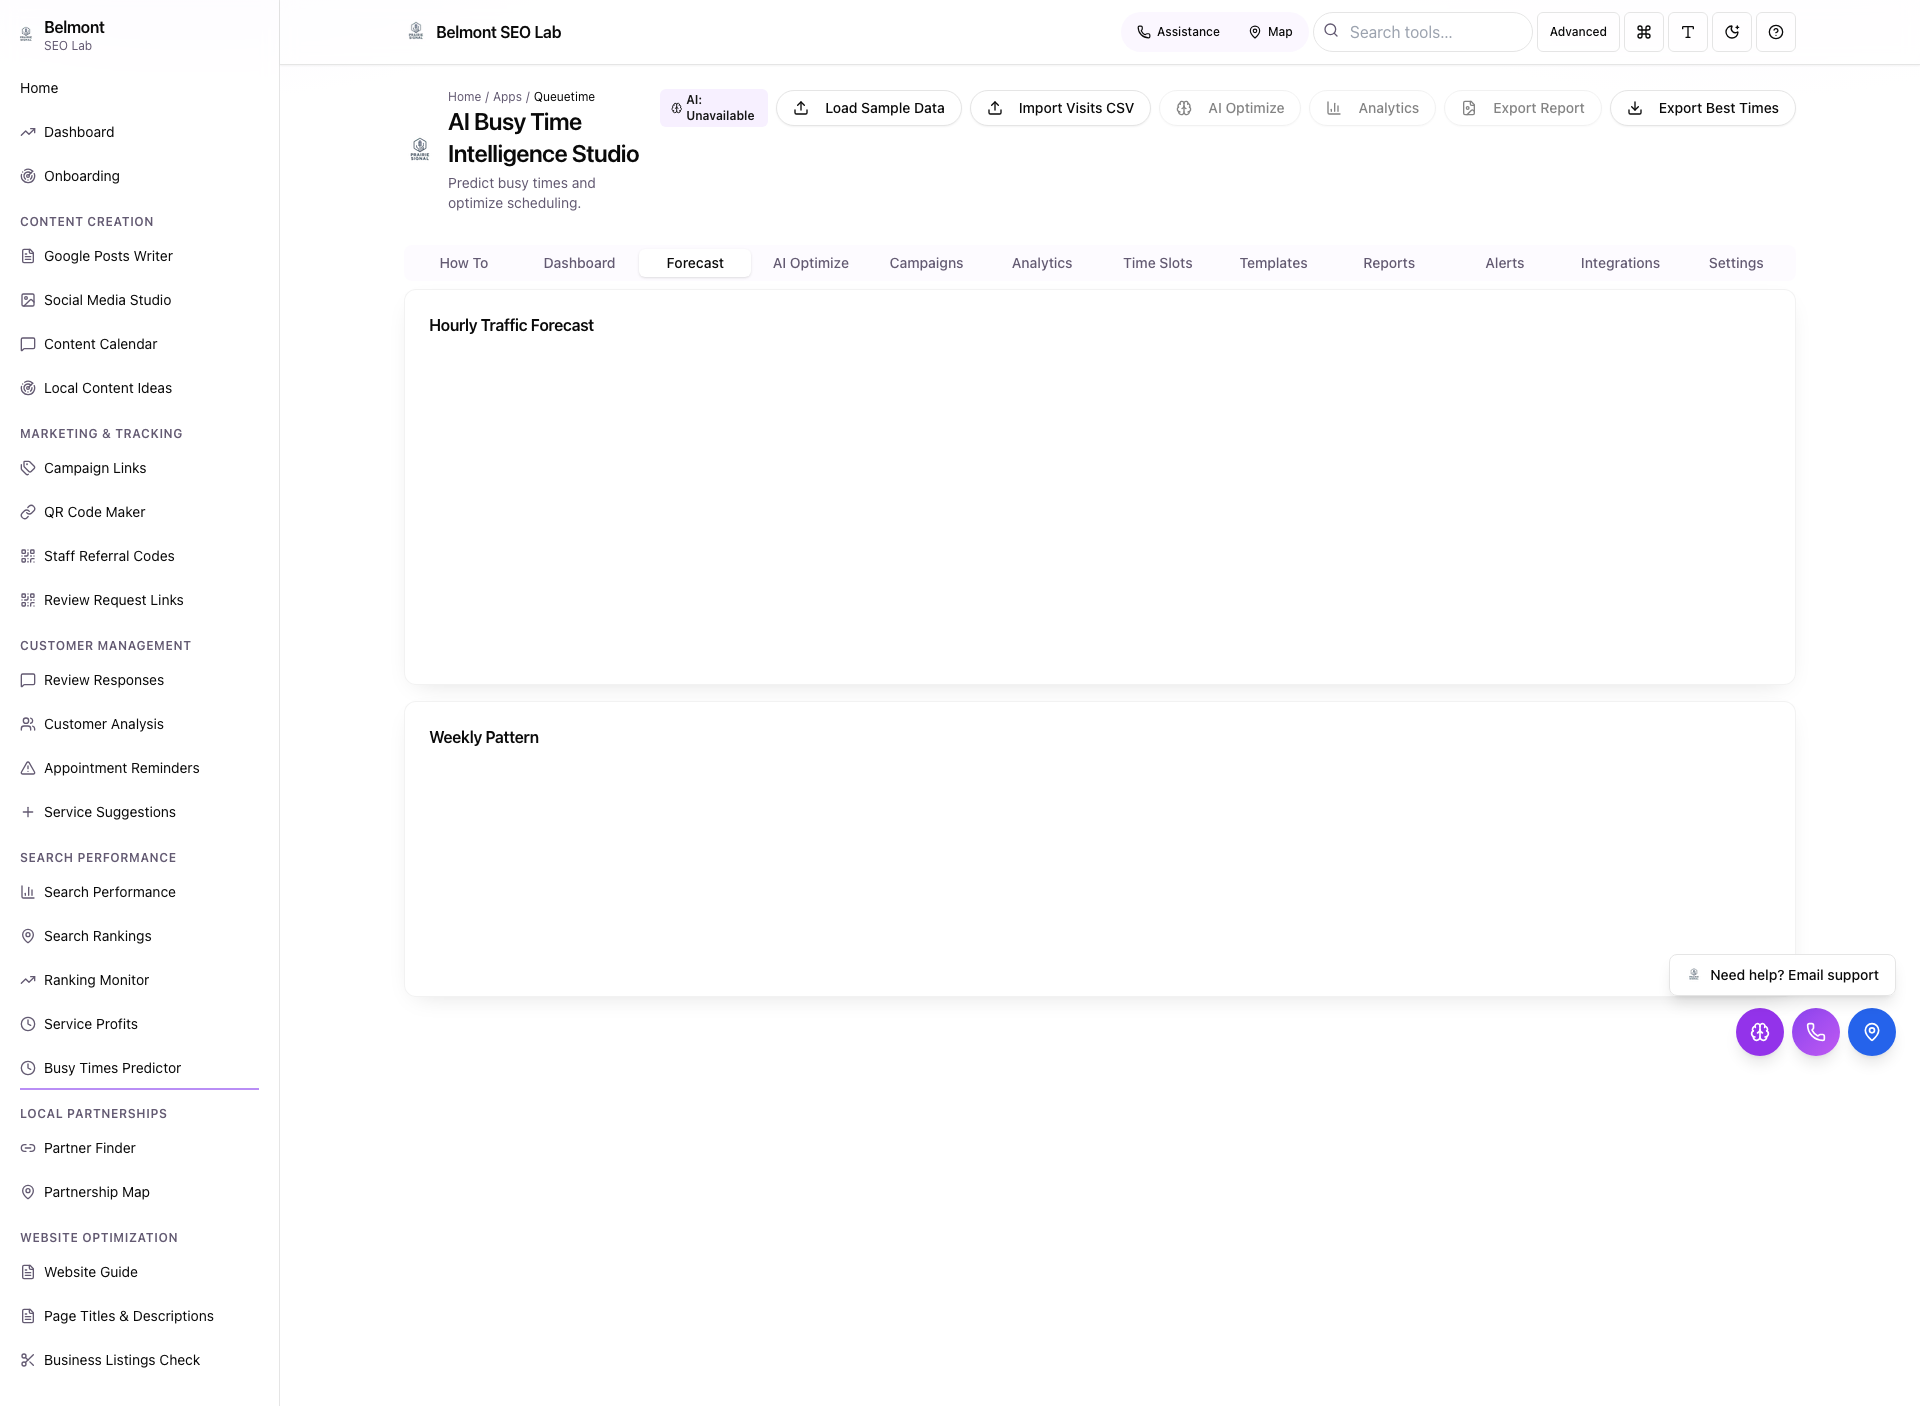 Belmont
SEO Lab
Home
Dashboard
Onboarding
CONTENT CREATION
Google Posts Writer
Social Media Studio
Content Calendar
Local Content Ideas
MARKETING & TRACKING
Campaign Links
QR Code Maker
Staff Referral Codes
Review Request Links
CUSTOMER MANAGEMENT
Review Responses
Customer Analysis
Appointment Reminders
Service Suggestions
SEARCH PERFORMANCE
Search Performance
Search Rankings
Ranking Monitor
Service Profits
Busy Times Predictor
LOCAL PARTNERSHIPS
Partner Finder
Partnership Map
WEBSITE OPTIMIZATION
Website Guide
Page Titles & Descriptions
Business Listings Check
Belmont SEO Lab
Assistance
Map
Search tools...
Advanced
Home / Apps / Queuetime
PRAIRIE
SIGNAL
AI Busy Time
Intelligence Studio
Predict busy times and
optimize scheduling.
AI:
Unavailable
Load Sample Data
Import Visits CSV
AI Optimize
Analytics
Export Report
Export Best Times
How To
Dashboard
Forecast
AI Optimize
Campaigns
Analytics
Time Slots
Templates
Reports
Alerts
Integrations
Settings
Hourly Traffic Forecast
Weekly Pattern
Need help? Email support